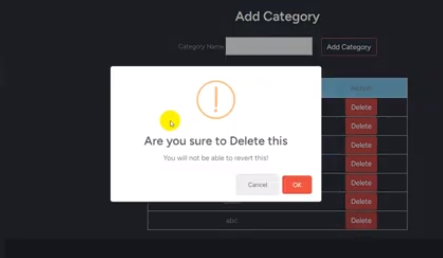 Add Category
Category Name
Add Category
Action
Delete
Delete
Delete
Delete
Delete
Delete
abc
Delete
!
Are you sure to Delete this
You will not be able to revert this!
Cancel
OK